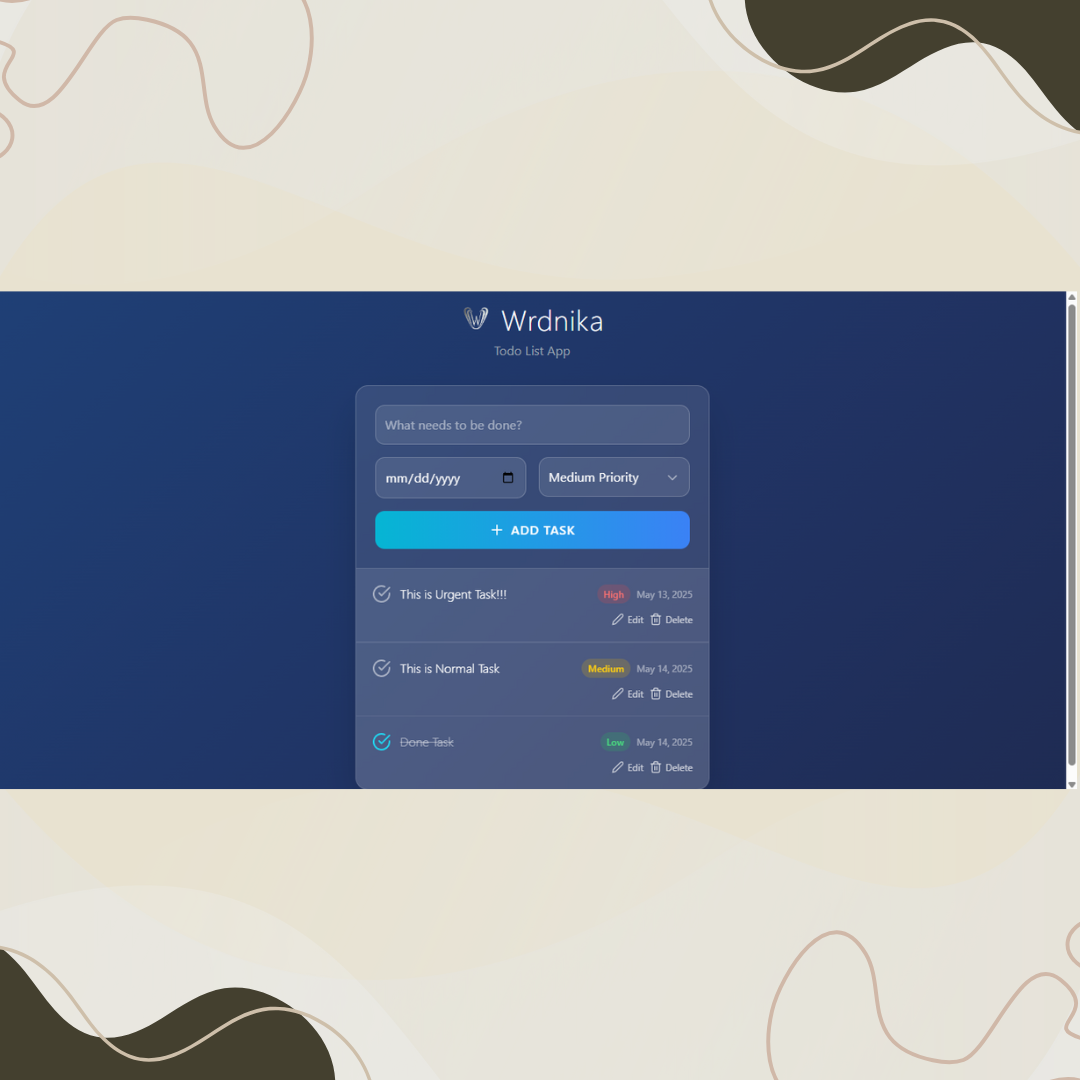 Wrdnika
Todo List App
What needs to be done?
mm/dd/yyyy
Medium Priority
ADD TASK
This is Urgent Task!!! High May 13, 2025
Edit Delete
This is Normal Task Medium May 14, 2025
Edit Delete
Done Task Low May 14, 2025
Edit Delete